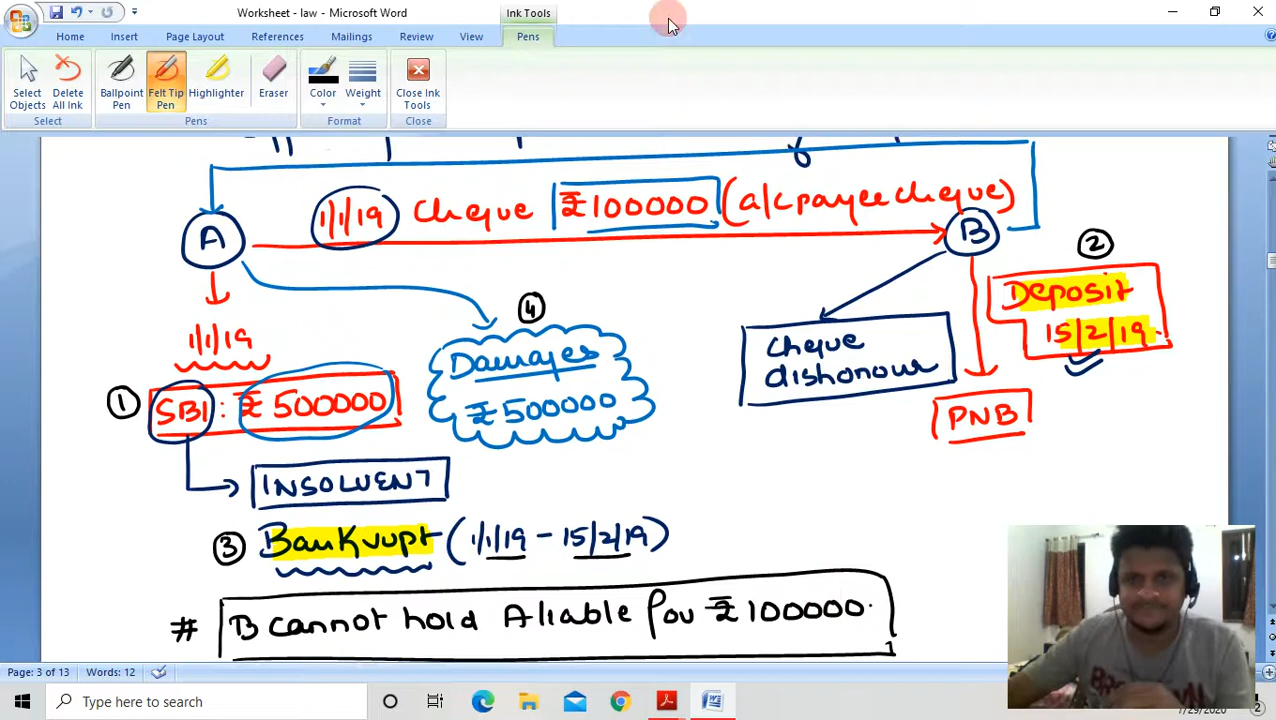 Worksheet - law - Microsoft Word
Ink Tools
Home Insert Page Layout References Mailings Review View Pens
Select Objects
Delete All Ink
Ballpoint Pen
Felt Tip Pen
Highlighter
Eraser
Color
Weight
Close Ink Tools
Select Pens Format Close
1/1/19 Cheque ₹100000 (a/c payee cheque)
A
B
②
Deposit
15/2/19
1/1/19
④
Damages
₹500000
Cheque
dishonour
① SBI: ₹500000
PNB
INSOLVENT
③ Bankrupt (1/1/19 - 15/2/19)
# B cannot hold A liable for ₹100000.
Page: 3 of 13 Words: 12
Type here to search
7/29/2020
2